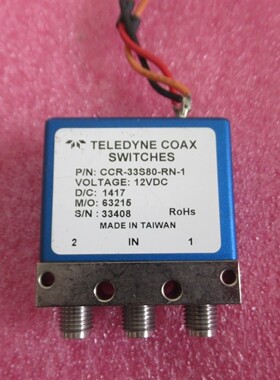 TELEDYNE COAX
SWITCHES
P/N: CCR-33S80-RN-1
VOLTAGE: 12VDC
D/C: 1417
M/O: 63215
S/N : 33408 RoHs
MADE IN TAIWAN
2 IN 1